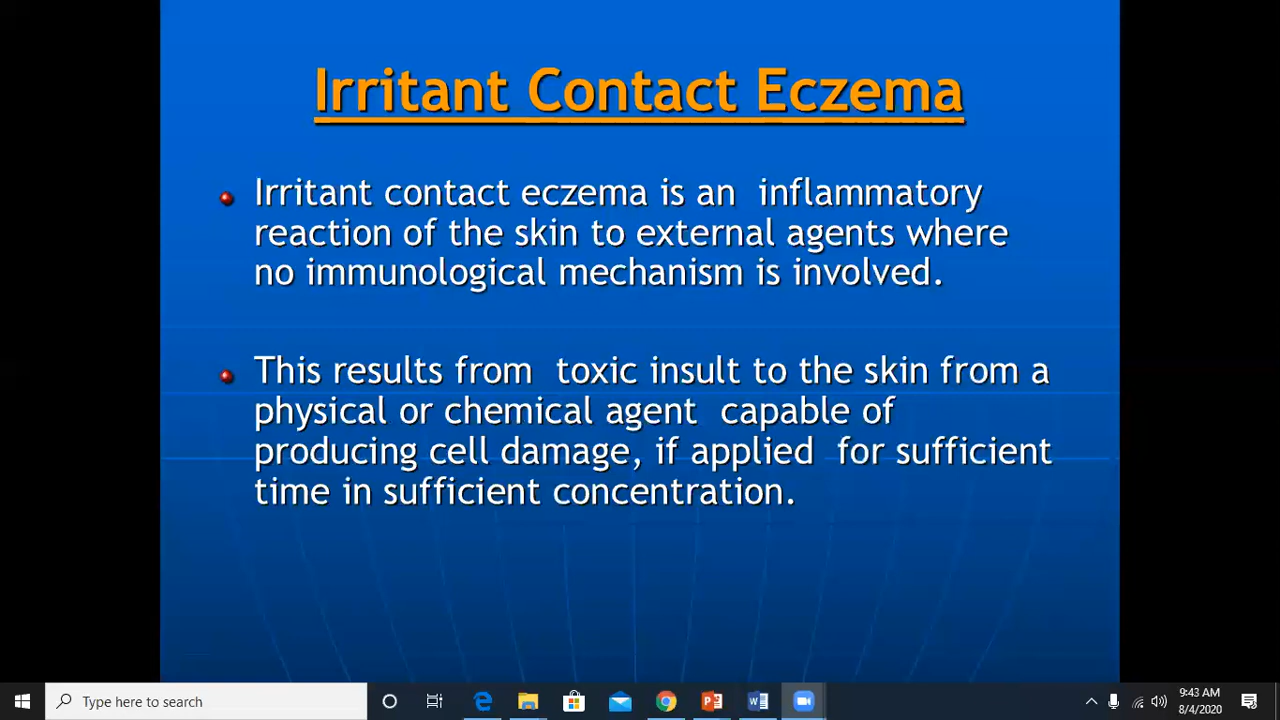 Irritant Contact Eczema
Irritant contact eczema is an inflammatory
reaction of the skin to external agents where
no immunological mechanism is involved.
This results from toxic insult to the skin from a
physical or chemical agent capable of
producing cell damage, if applied for sufficient
time in sufficient concentration.
Type here to search
9:43 AM
8/4/2020